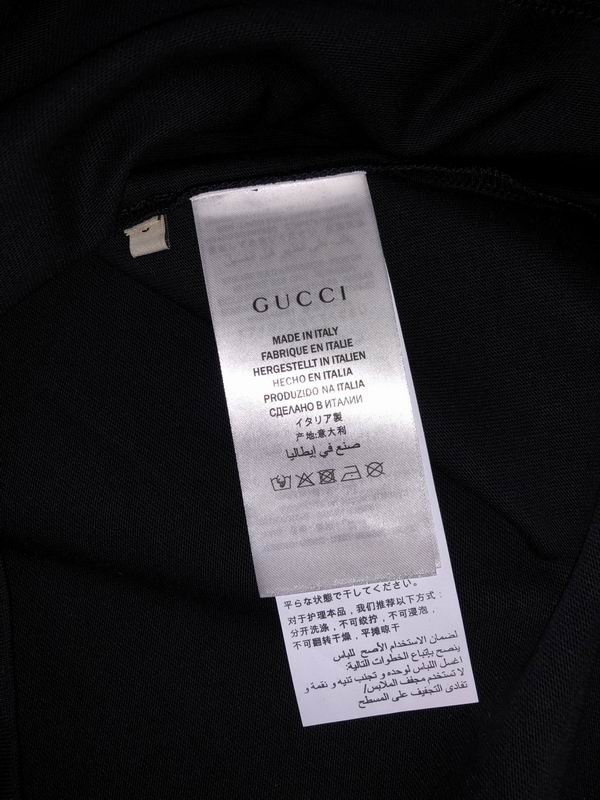 GUCCI
MADE IN ITALY
FABRIQUE EN ITALIE
HERGESTELLT IN ITALIEN
HECHO EN ITALIA
PRODUZIDO NA ITALIA
СДЕЛАНО В ИТАЛИИ
イタリア製
产地:意大利
صنع في إيطاليا
平らな状態で干してください。
对于护理本品，我们推荐以下方式：
分开洗涤，不可绞拧，不可浸泡，
不可翻转干燥，平摊晾干
لضمان الاستخدام الأصح للباس
ينصح بإتباع الخطوات التالية:
اغسل اللباس لوحده و تجنب تنيه و نقمة و
لا تستخدم مجفف الملابس/
تفادى التجفيف على المسطح